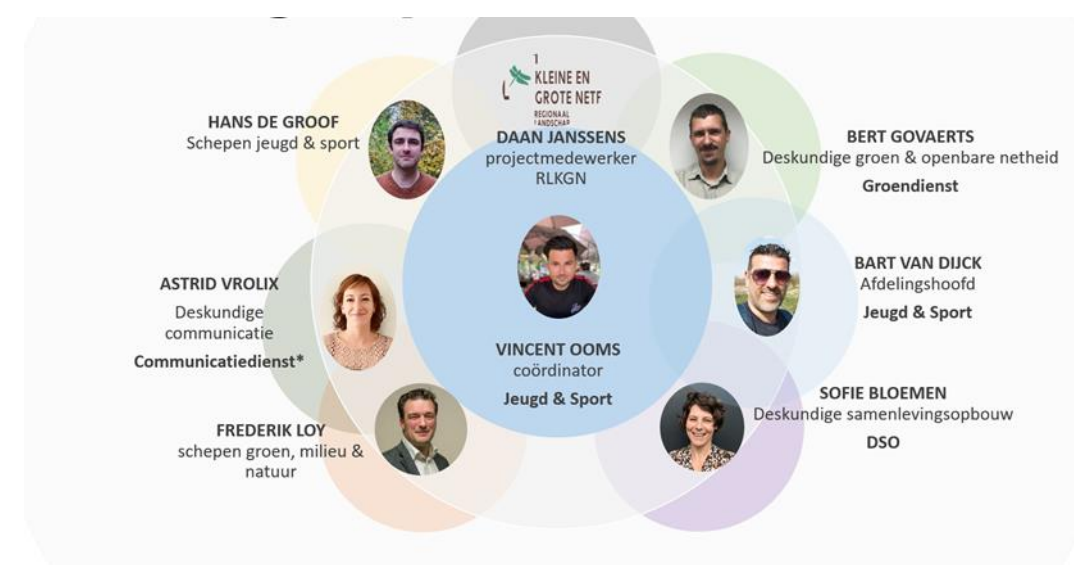 KLEINE EN
GROTE NETE
REGIONAAL
LANDSCHAP
DAAN JANSSENS
projectmedewerker
RLKGN
HANS DE GROOF
Schepen jeugd & sport
BERT GOVAERTS
Deskundige groen & openbare netheid
Groendienst
ASTRID VROLIX
Deskundige
communicatie
Communicatiedienst*
BART VAN DIJCK
Afdelingshoofd
Jeugd & Sport
VINCENT OOMS
coördinator
Jeugd & Sport
FREDERIK LOY
schepen groen, milieu &
natuur
SOFIE BLOEMEN
Deskundige samenlevingsopbouw
DSO